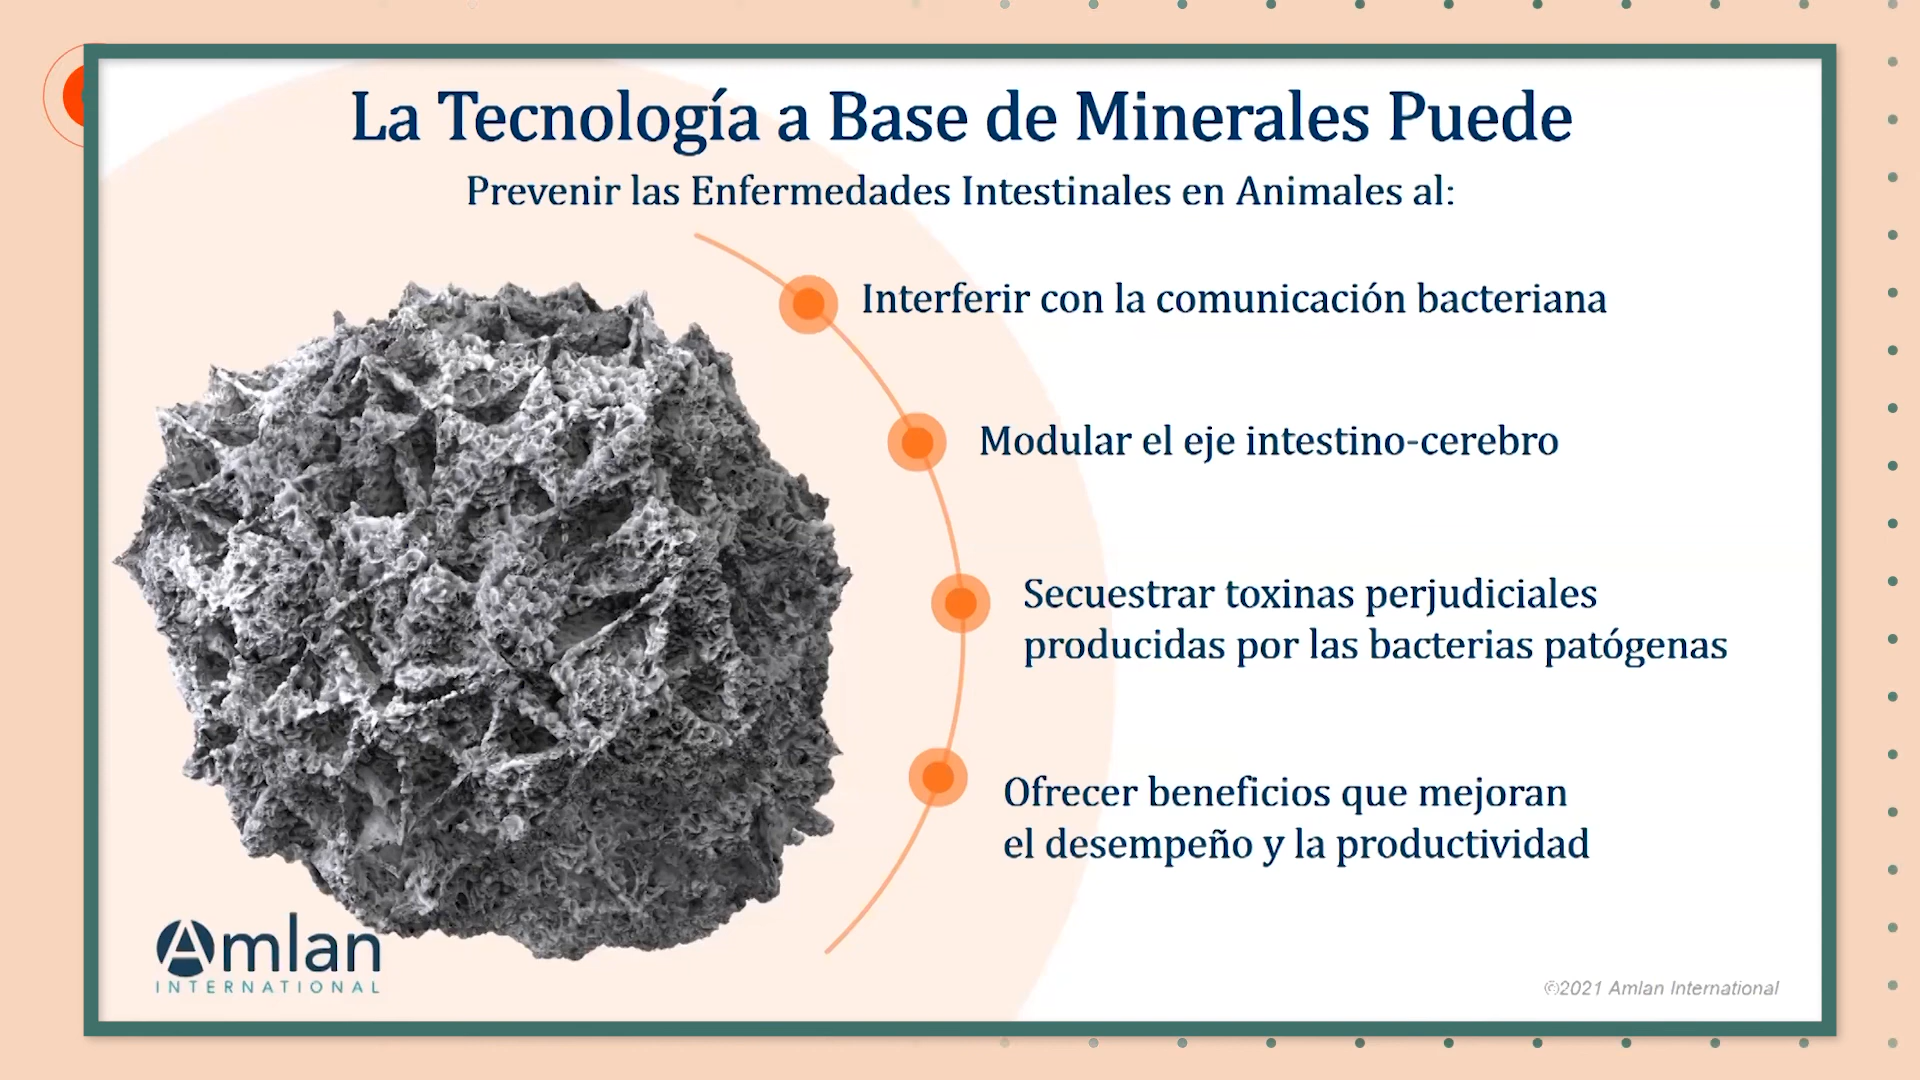 La Tecnología a Base de Minerales Puede
Prevenir las Enfermedades Intestinales en Animales al:
Interferir con la comunicación bacteriana
Modular el eje intestino-cerebro
Secuestrar toxinas perjudiciales
producidas por las bacterias patógenas
Ofrecer beneficios que mejoran
el desempeño y la productividad
Amlan
INTERNATIONAL
©2021 Amlan International